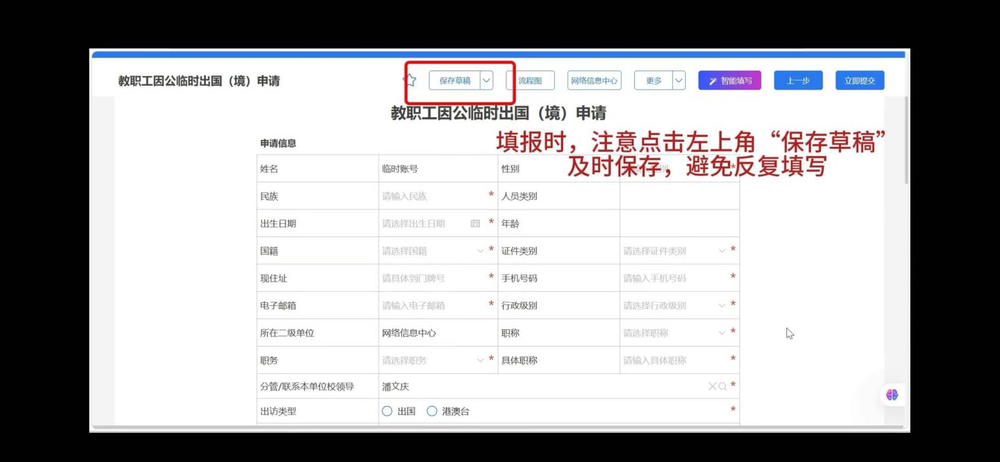 教职工因公临时出国（境）申请
保存草稿 流程图 网络信息中心 更多 智能填写 上一步 立即提交
教职工因公临时出国（境）申请
填报时，注意点击左上角“保存草稿”
及时保存，避免反复填写
申请信息
姓名 临时账号 性别 *
民族 请输入民族 * 人员类别
出生日期 请选择出生日期 * 年龄
国籍 请选择国籍 * 证件类别 请选择证件类别 *
现住址 请具体到门牌号 * 手机号码 请输入手机号码 *
电子邮箱 请输入电子邮箱 * 行政级别 请选择行政级别 *
所在二级单位 网络信息中心 职称 请选择职称 *
职务 请选择职务 * 具体职称 请输入具体职称 *
分管/联系本单位校领导 潘文庆 *
出访类型 出国 港澳台 *